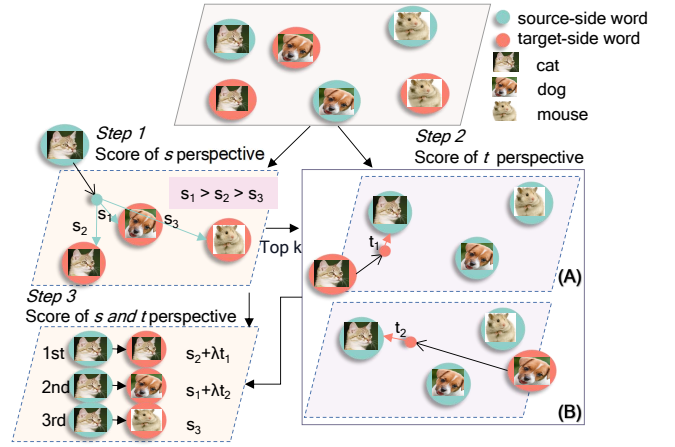 source-side word
target-side word
cat
dog
mouse
Step 1
Score of s perspective
Step 2
Score of t perspective
s₁ > s₂ > s₃
s₁
s₂
s₃
Top k
t₁
(A)
t₂
(B)
Step 3
Score of s and t perspective
1st
s₂+λt₁
2nd
s₁+λt₂
3rd
s₃